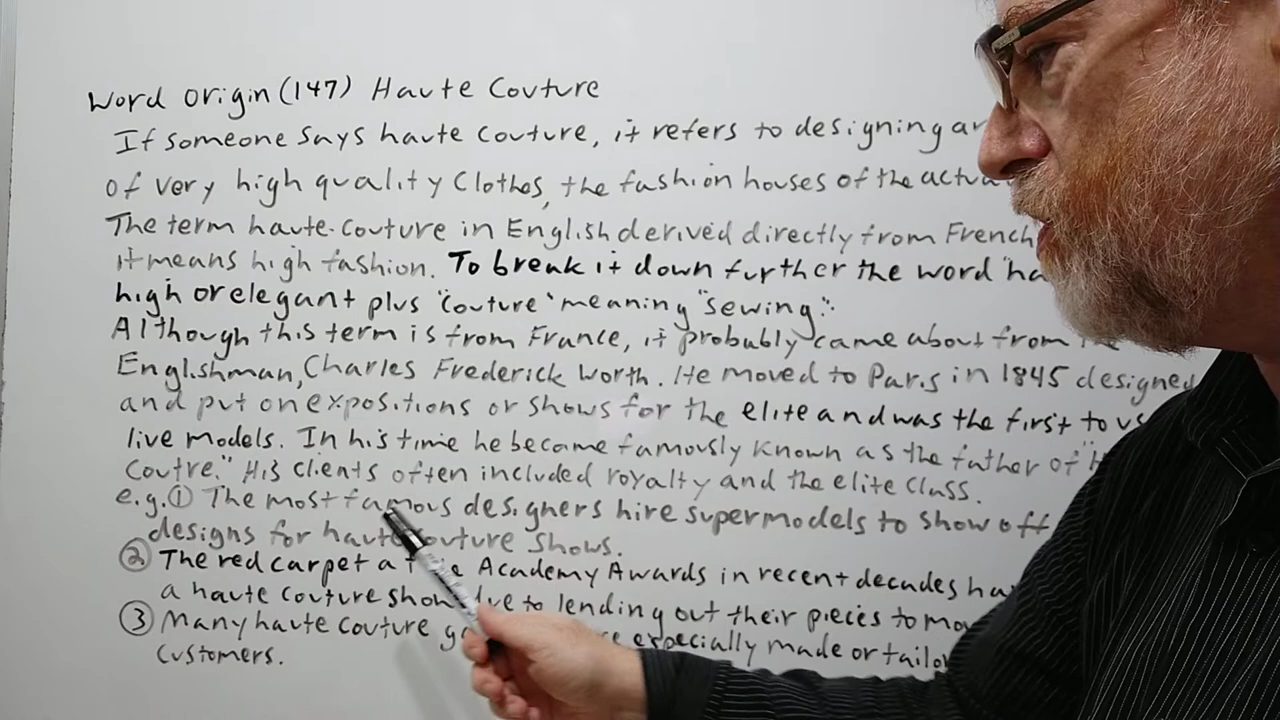 Word Origin (147) Haute Couture
If someone says haute couture, it refers to designing
of very high quality clothes, the fashion houses of the
The term haute couture in English derived directly from French
it means high fashion. To break it down further the word
high or elegant plus "couture" meaning "sewing."
Although this term is from France, it probably came about from
Englishman, Charles Frederick Worth. He moved to Paris in 1845 designed
and put on expositions or shows for the elite and was the first to
live models. In his time he became famously known as the father of
Coutre." His clients often included royalty and the elite class.
e.g. ① The most famous designers hire supermodels to show off
designs for haute couture shows.
② The red carpet at Academy Awards in recent decades
a haute couture show due to lending out their pieces to
③ Many haute couture especially made or
customers.